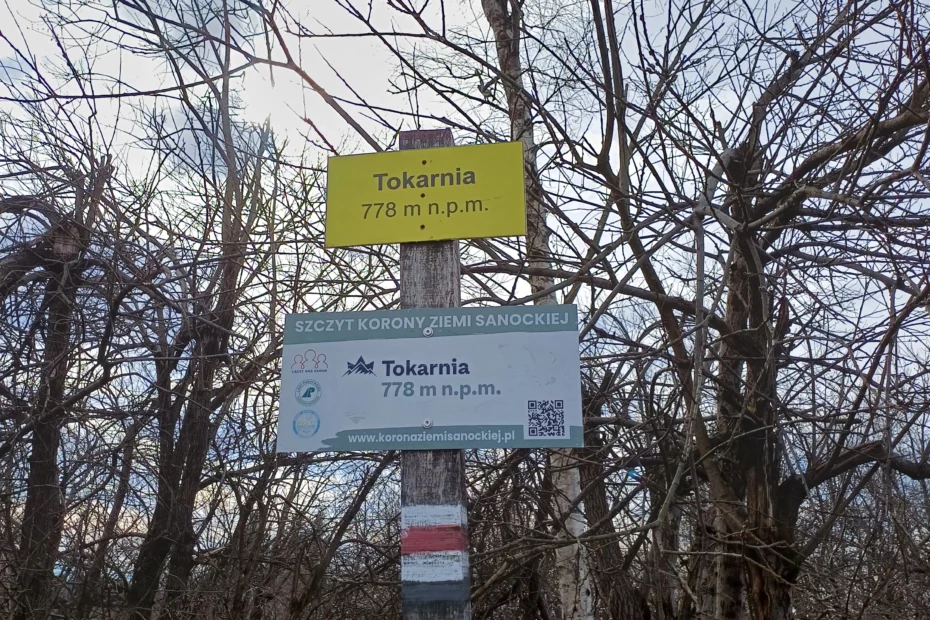 Tokarnia
778 m n.p.m.
SZCZYT KORONY ZIEMI SANOCKIEJ
Tokarnia
778 m n.p.m.
www.koronaziemisanockiej.pl